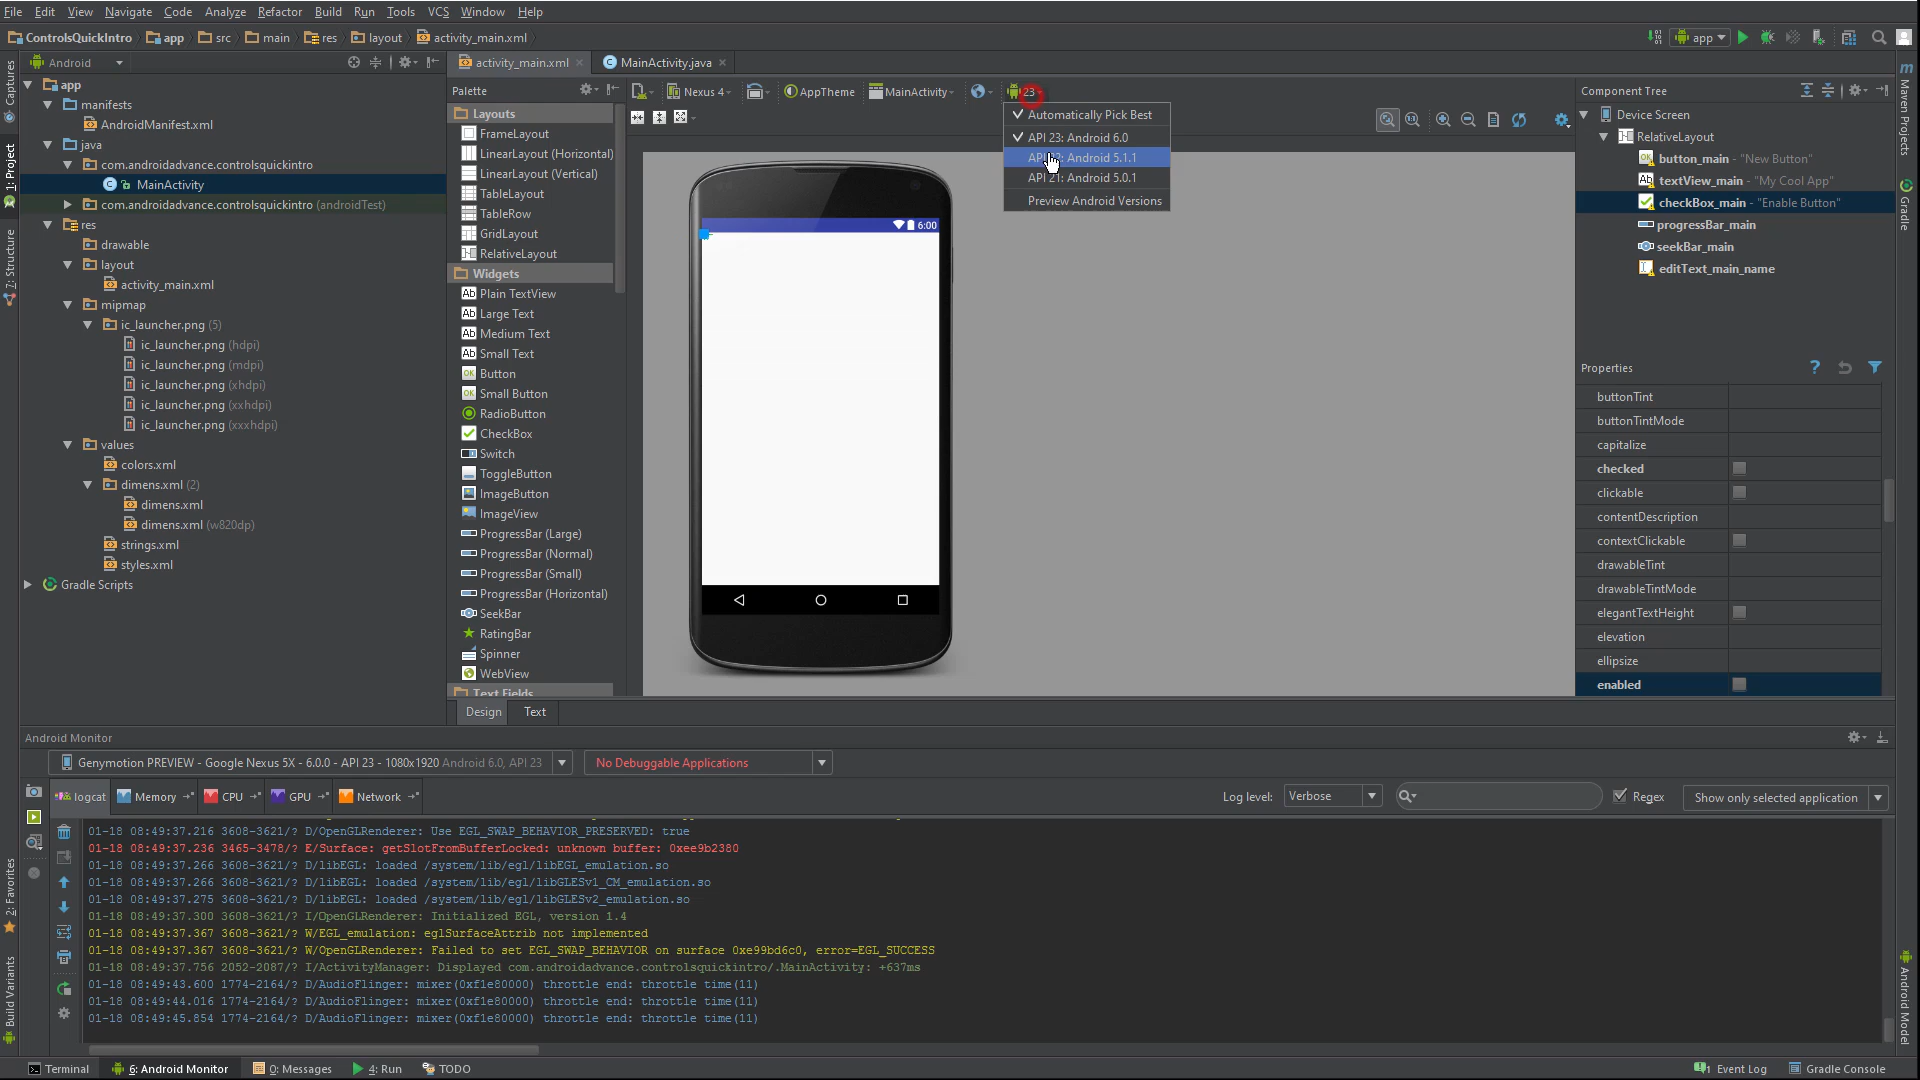 File Edit View Navigate Code Analyze Refactor Build Run Tools VCS Window Help
ControlsQuickIntro app src main res layout activity_main.xml
app
Android
activity_main.xml
MainActivity.java
Palette
Nexus 4
AppTheme
MainActivity
23
Automatically Pick Best
API 23: Android 6.0
Android 5.1.1
API 21: Android 5.0.1
Preview Android Versions
6:00
app
manifests
AndroidManifest.xml
java
com.androidadvance.controlsquickintro
MainActivity
com.androidadvance.controlsquickintro (androidTest)
res
drawable
layout
activity_main.xml
mipmap
ic_launcher.png (5)
ic_launcher.png (hdpi)
ic_launcher.png (mdpi)
ic_launcher.png (xhdpi)
ic_launcher.png (xxhdpi)
ic_launcher.png (xxxhdpi)
values
colors.xml
dimens.xml (2)
dimens.xml
dimens.xml (w820dp)
strings.xml
styles.xml
Gradle Scripts
Captures
1: Project
7: Structure
2: Favorites
Build Variants
Layouts
FrameLayout
LinearLayout (Horizontal)
LinearLayout (Vertical)
TableLayout
TableRow
GridLayout
RelativeLayout
Widgets
Plain TextView
Large Text
Medium Text
Small Text
Button
Small Button
RadioButton
CheckBox
Switch
ToggleButton
ImageButton
ImageView
ProgressBar (Large)
ProgressBar (Normal)
ProgressBar (Small)
ProgressBar (Horizontal)
SeekBar
RatingBar
Spinner
WebView
Text Fields
Design Text
Component Tree
Device Screen
RelativeLayout
button_main - "New Button"
textView_main - "My Cool App"
checkBox_main - "Enable Button"
progressBar_main
seekBar_main
editText_main_name
Properties
buttonTint
buttonTintMode
capitalize
checked
clickable
contentDescription
contextClickable
drawableTint
drawableTintMode
elegantTextHeight
elevation
ellipsize
enabled
Maven Projects
Gradle
Android Model
Android Monitor
Genymotion PREVIEW - Google Nexus 5X - 6.0.0 - API 23 - 1080x1920 Android 6.0, API 23
No Debuggable Applications
logcat Memory CPU GPU Network
Log level: Verbose
Regex
Show only selected application
01-18 08:49:37.216 3608-3621/? D/OpenGLRenderer: Use EGL_SWAP_BEHAVIOR_PRESERVED: true
01-18 08:49:37.236 3465-3478/? E/Surface: getSlotFromBufferLocked: unknown buffer: 0xee9b2380
01-18 08:49:37.266 3608-3621/? D/libEGL: loaded /system/lib/egl/libEGL_emulation.so
01-18 08:49:37.266 3608-3621/? D/libEGL: loaded /system/lib/egl/libGLESv1_CM_emulation.so
01-18 08:49:37.275 3608-3621/? D/libEGL: loaded /system/lib/egl/libGLESv2_emulation.so
01-18 08:49:37.300 3608-3621/? I/OpenGLRenderer: Initialized EGL, version 1.4
01-18 08:49:37.367 3608-3621/? W/EGL_emulation: eglSurfaceAttrib not implemented
01-18 08:49:37.367 3608-3621/? W/OpenGLRenderer: Failed to set EGL_SWAP_BEHAVIOR on surface 0xe99bd6c0, error=EGL_SUCCESS
01-18 08:49:37.756 2052-2087/? I/ActivityManager: Displayed com.androidadvance.controlsquickintro/.MainActivity: +637ms
01-18 08:49:43.600 1774-2164/? D/AudioFlinger: mixer(0xf1e80000) throttle end: throttle time(11)
01-18 08:49:44.016 1774-2164/? D/AudioFlinger: mixer(0xf1e80000) throttle end: throttle time(11)
01-18 08:49:45.854 1774-2164/? D/AudioFlinger: mixer(0xf1e80000) throttle end: throttle time(11)
Terminal 6: Android Monitor 0: Messages 4: Run TODO
1 Event Log Gradle Console